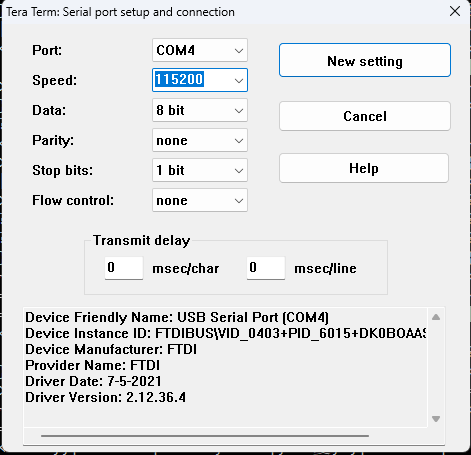 Tera Term: Serial port setup and connection
Port: COM4
New setting
Speed: 115200
Data: 8 bit
Cancel
Parity: none
Stop bits: 1 bit
Help
Flow control: none
Transmit delay
0 msec/char 0 msec/line
Device Friendly Name: USB Serial Port (COM4)
Device Instance ID: FTDIBUS\VID_0403+PID_6015+DK0BOAAS
Device Manufacturer: FTDI
Provider Name: FTDI
Driver Date: 7-5-2021
Driver Version: 2.12.36.4